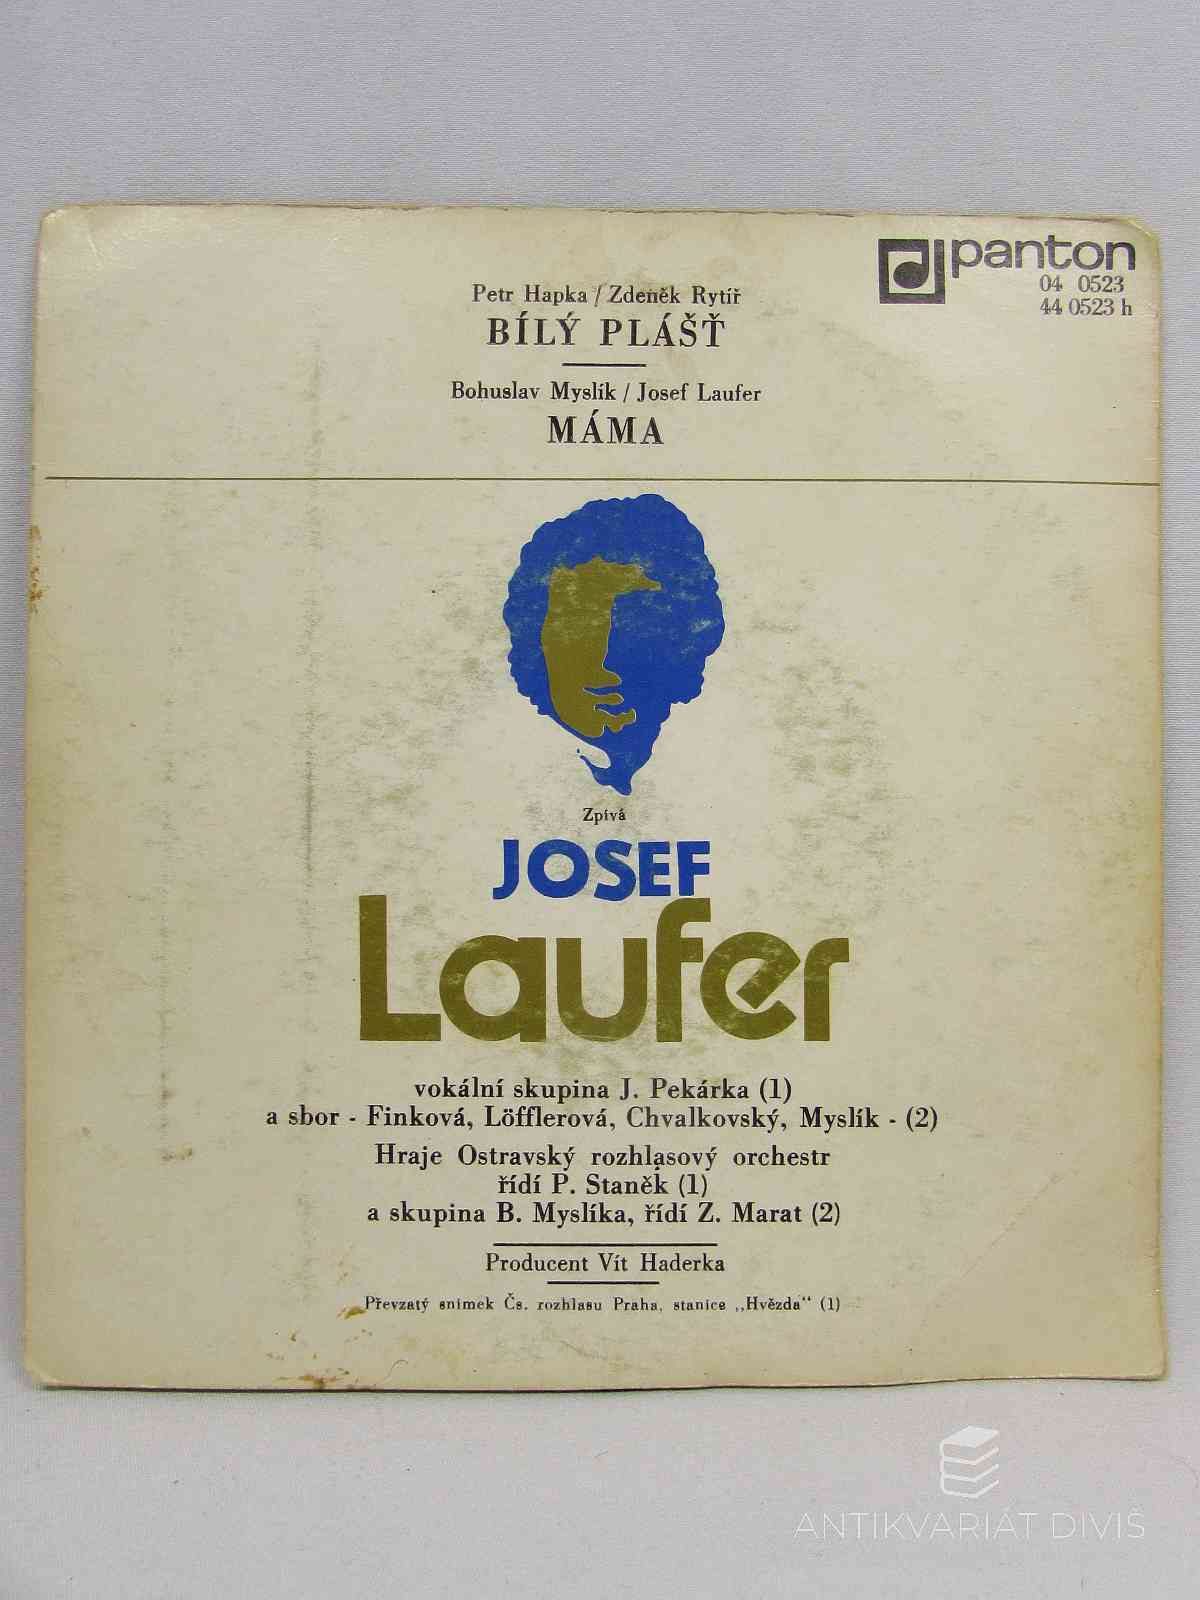 panton
04 0523
44 0523 h
Petr Hapka / Zdeněk Rytíř
BÍLÝ PLÁŠŤ
Bohuslav Myslík / Josef Laufer
MÁMA
Zpívá
JOSEF
Laufer
vokální skupina J. Pekárka (1)
a sbor - Finková, Löfflerová, Chvalkovský, Myslík - (2)
Hraje Ostravský rozhlasový orchestr
řídí P. Staněk (1)
a skupina B. Myslíka, řídí Z. Marat (2)
Producent Vít Haderka
Převzatý snímek Čs. rozhlasu Praha, stanice ,,Hvězda“ (1)
ANTIKVARIÁT DIVIŠ